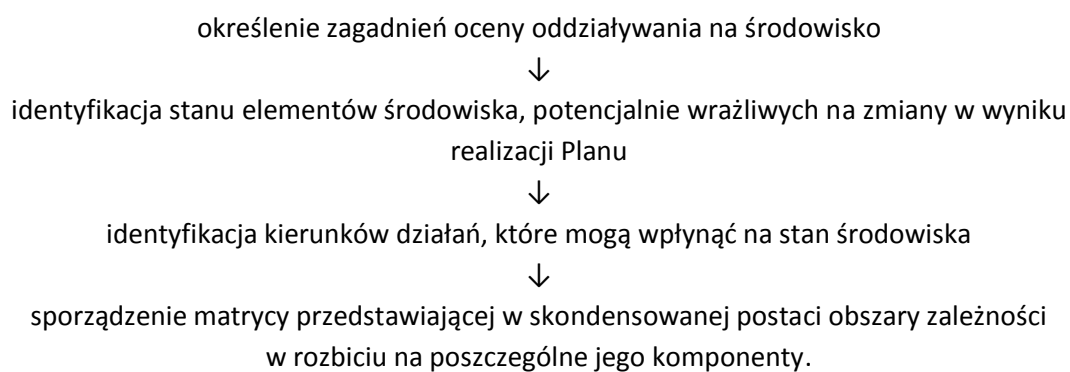 określenie zagadnień oceny oddziaływania na środowisko
↓
identyfikacja stanu elementów środowiska, potencjalnie wrażliwych na zmiany w wyniku
realizacji Planu
↓
identyfikacja kierunków działań, które mogą wpłynąć na stan środowiska
↓
sporządzenie matrycy przedstawiającej w skondensowanej postaci obszary zależności
w rozbiciu na poszczególne jego komponenty.